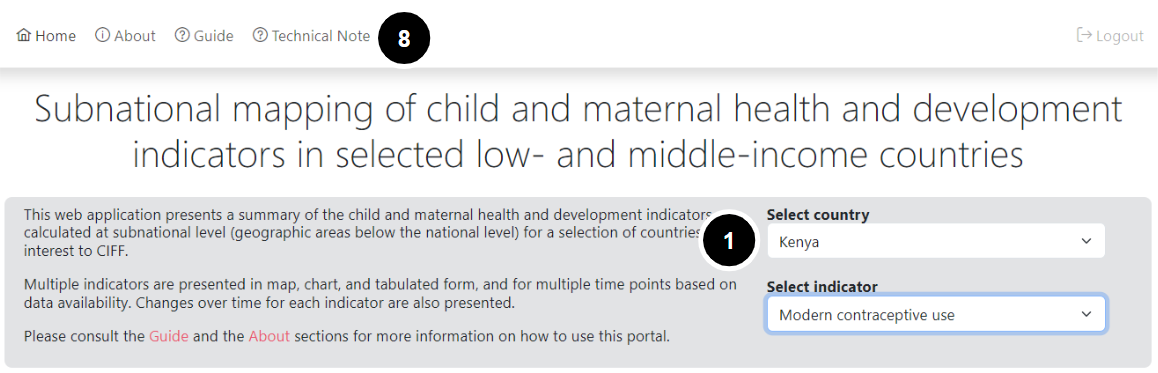 Home About Guide Technical Note 8 Logout
Subnational mapping of child and maternal health and development
indicators in selected low- and middle-income countries
This web application presents a summary of the child and maternal health and development indicators
calculated at subnational level (geographic areas below the national level) for a selection of countries
interest to CIFF.
Multiple indicators are presented in map, chart, and tabulated form, and for multiple time points based on
data availability. Changes over time for each indicator are also presented.
Please consult the Guide and the About sections for more information on how to use this portal.
1
Select country
Kenya
Select indicator
Modern contraceptive use